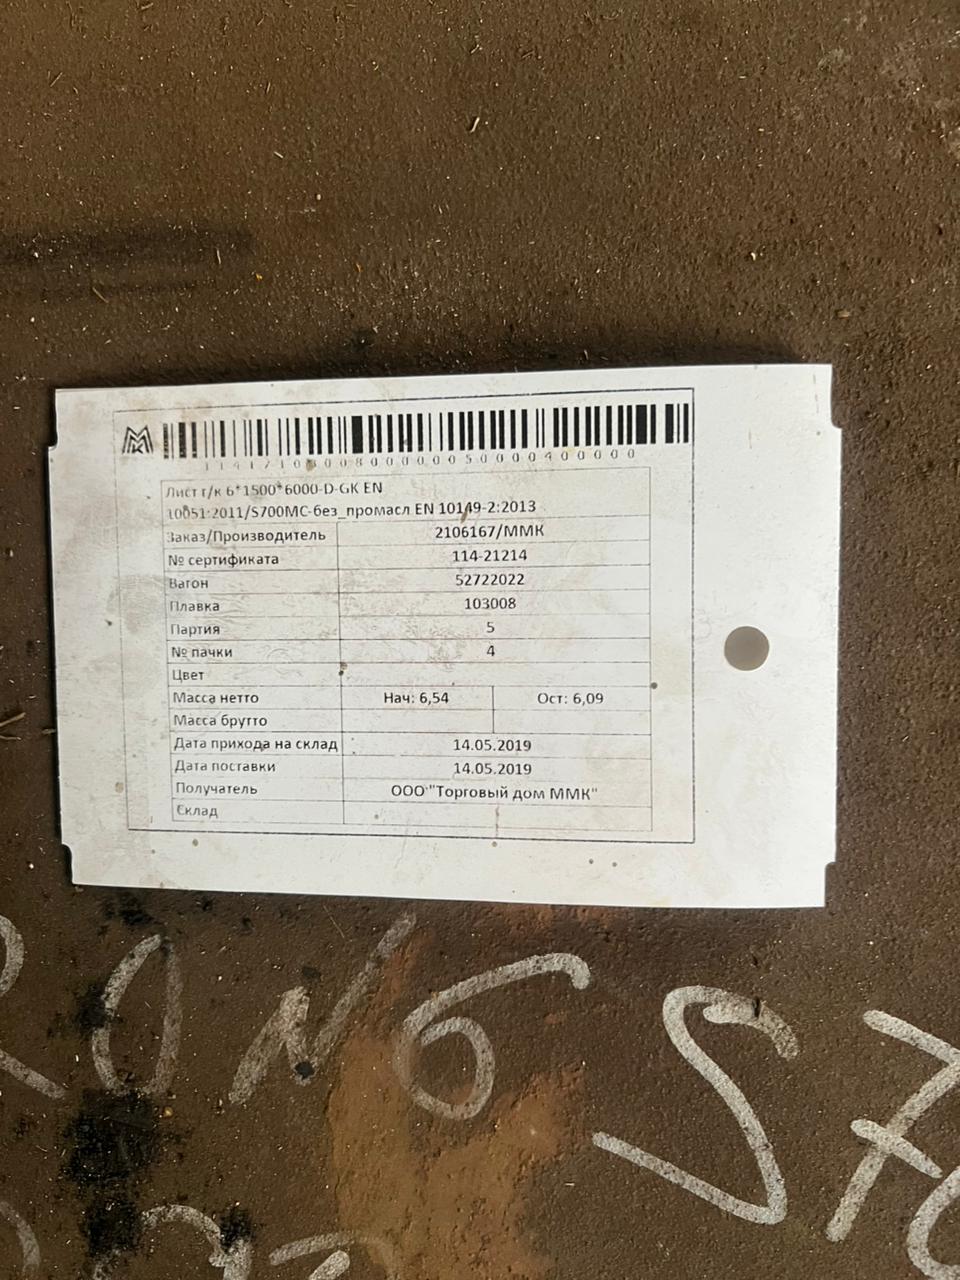 114171030080000005000400000
Лист г/к 6*1500*6000-D-GK EN
10051:2011/S700MC-без_промасл EN 10149-2:2013
Заказ/Производитель 2106167/ММК
№ сертификата 114-21214
Вагон 52722022
Плавка 103008
Партия 5
№ пачки 4
Цвет
Масса нетто Нач: 6,54 Ост: 6,09
Масса брутто
Дата прихода на склад 14.05.2019
Дата поставки 14.05.2019
Получатель ООО "Торговый дом ММК"
Склад
RONG S70